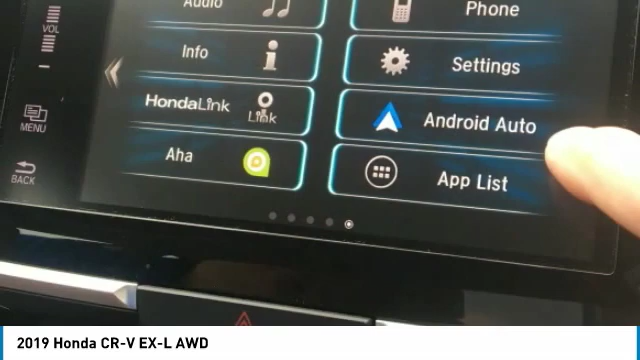 Audio
Phone
VOL
Info
Settings
HondaLink
Link
Android Auto
MENU
Aha
App List
BACK
2019 Honda CR-V EX-L AWD